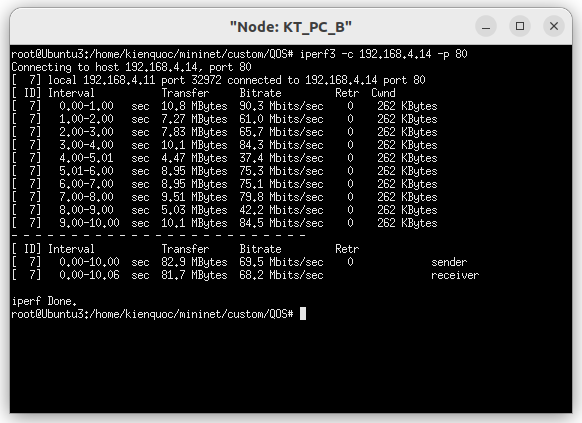 "Node: KT_PC_B"
root@Ubuntu3:/home/kienquoc/mininet/custom/QOS# iperf3 -c 192.168.4.14 -p 80
Connecting to host 192.168.4.14, port 80
[  7] local 192.168.4.11 port 32972 connected to 192.168.4.14 port 80
[ ID] Interval           Transfer     Bitrate         Retr  Cwnd
[  7]   0.00-1.00   sec  10.8 MBytes  90.3 Mbits/sec    0    262 KBytes
[  7]   1.00-2.00   sec  7.27 MBytes  61.0 Mbits/sec    0    262 KBytes
[  7]   2.00-3.00   sec  7.83 MBytes  65.7 Mbits/sec    0    262 KBytes
[  7]   3.00-4.00   sec  10.1 MBytes  84.3 Mbits/sec    0    262 KBytes
[  7]   4.00-5.01   sec  4.47 MBytes  37.4 Mbits/sec    0    262 KBytes
[  7]   5.01-6.00   sec  8.95 MBytes  75.3 Mbits/sec    0    262 KBytes
[  7]   6.00-7.00   sec  8.95 MBytes  75.1 Mbits/sec    0    262 KBytes
[  7]   7.00-8.00   sec  9.51 MBytes  79.8 Mbits/sec    0    262 KBytes
[  7]   8.00-9.00   sec  5.03 MBytes  42.2 Mbits/sec    0    262 KBytes
[  7]   9.00-10.00  sec  10.1 MBytes  84.5 Mbits/sec    0    262 KBytes
- - - - - - - - - - - - - - - - - - - - - - - - -
[ ID] Interval           Transfer     Bitrate         Retr
[  7]   0.00-10.00  sec  82.9 MBytes  69.5 Mbits/sec    0             sender
[  7]   0.00-10.06  sec  81.7 MBytes  68.2 Mbits/sec                  receiver
iperf Done.
root@Ubuntu3:/home/kienquoc/mininet/custom/QOS#